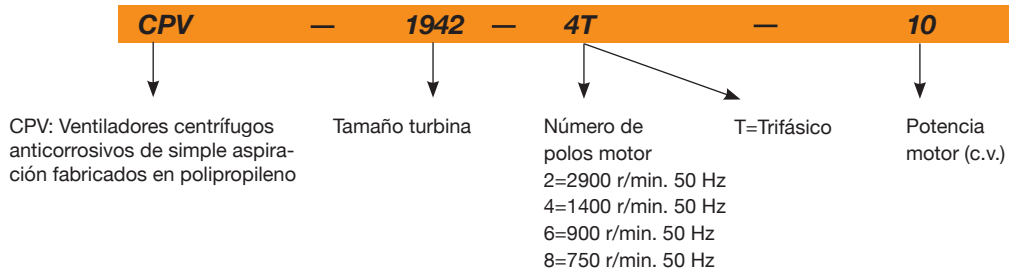 CPV — 1942 — 4T — 10
CPV: Ventiladores centrífugos
anticorrosivos de simple aspira-
ción fabricados en polipropileno
Tamaño turbina
Número de
polos motor
2=2900 r/min. 50 Hz
4=1400 r/min. 50 Hz
6=900 r/min. 50 Hz
8=750 r/min. 50 Hz
T=Trifásico
Potencia
motor (c.v.)